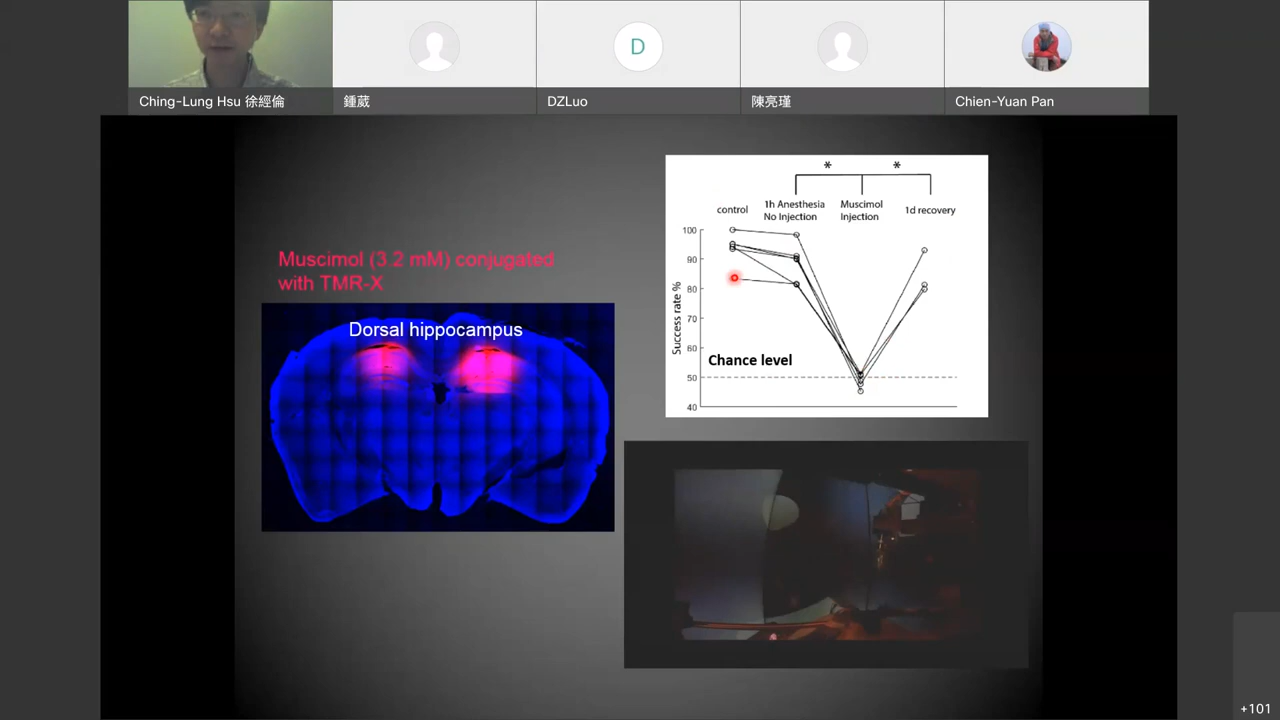 Ching-Lung Hsu 徐經倫
鍾葳
D
DZLuo
陳亮瑾
Chien-Yuan Pan
Muscimol (3.2 mM) conjugated
with TMR-X
Dorsal hippocampus
* *
control
1h Anesthesia
No Injection
Muscimol
Injection
1d recovery
Success rate %
100
90
80
70
60
50
40
Chance level
+101